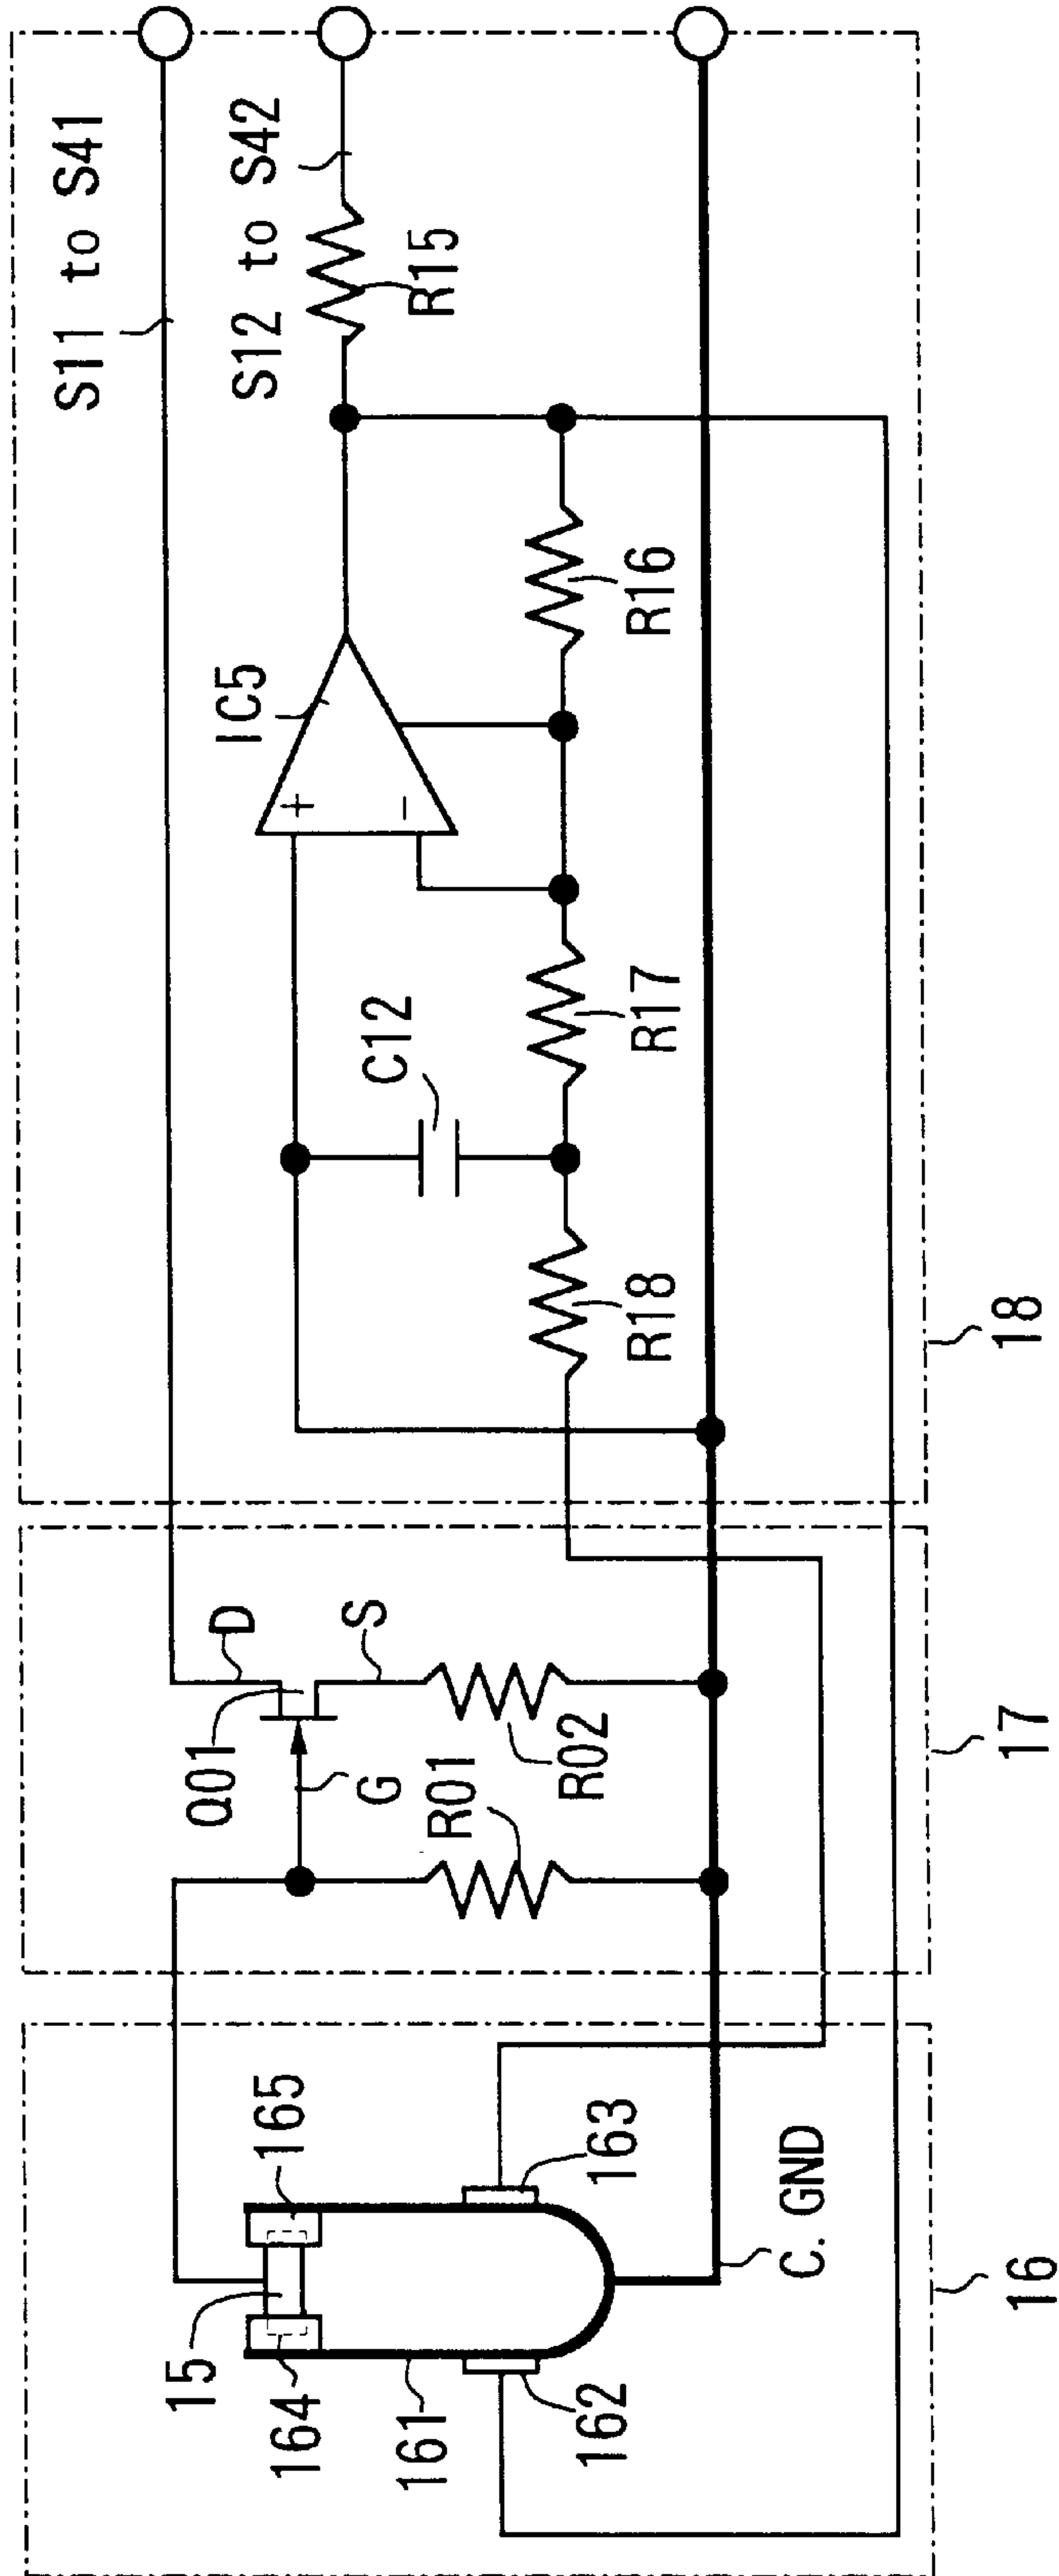 S11 to S41
S12 to S42
R15
IC5
+
−
R16
R17
C12
R18
18
D
S
Q01
G
R02
R01
17
165
163
15
164
161
162
C. GND
16